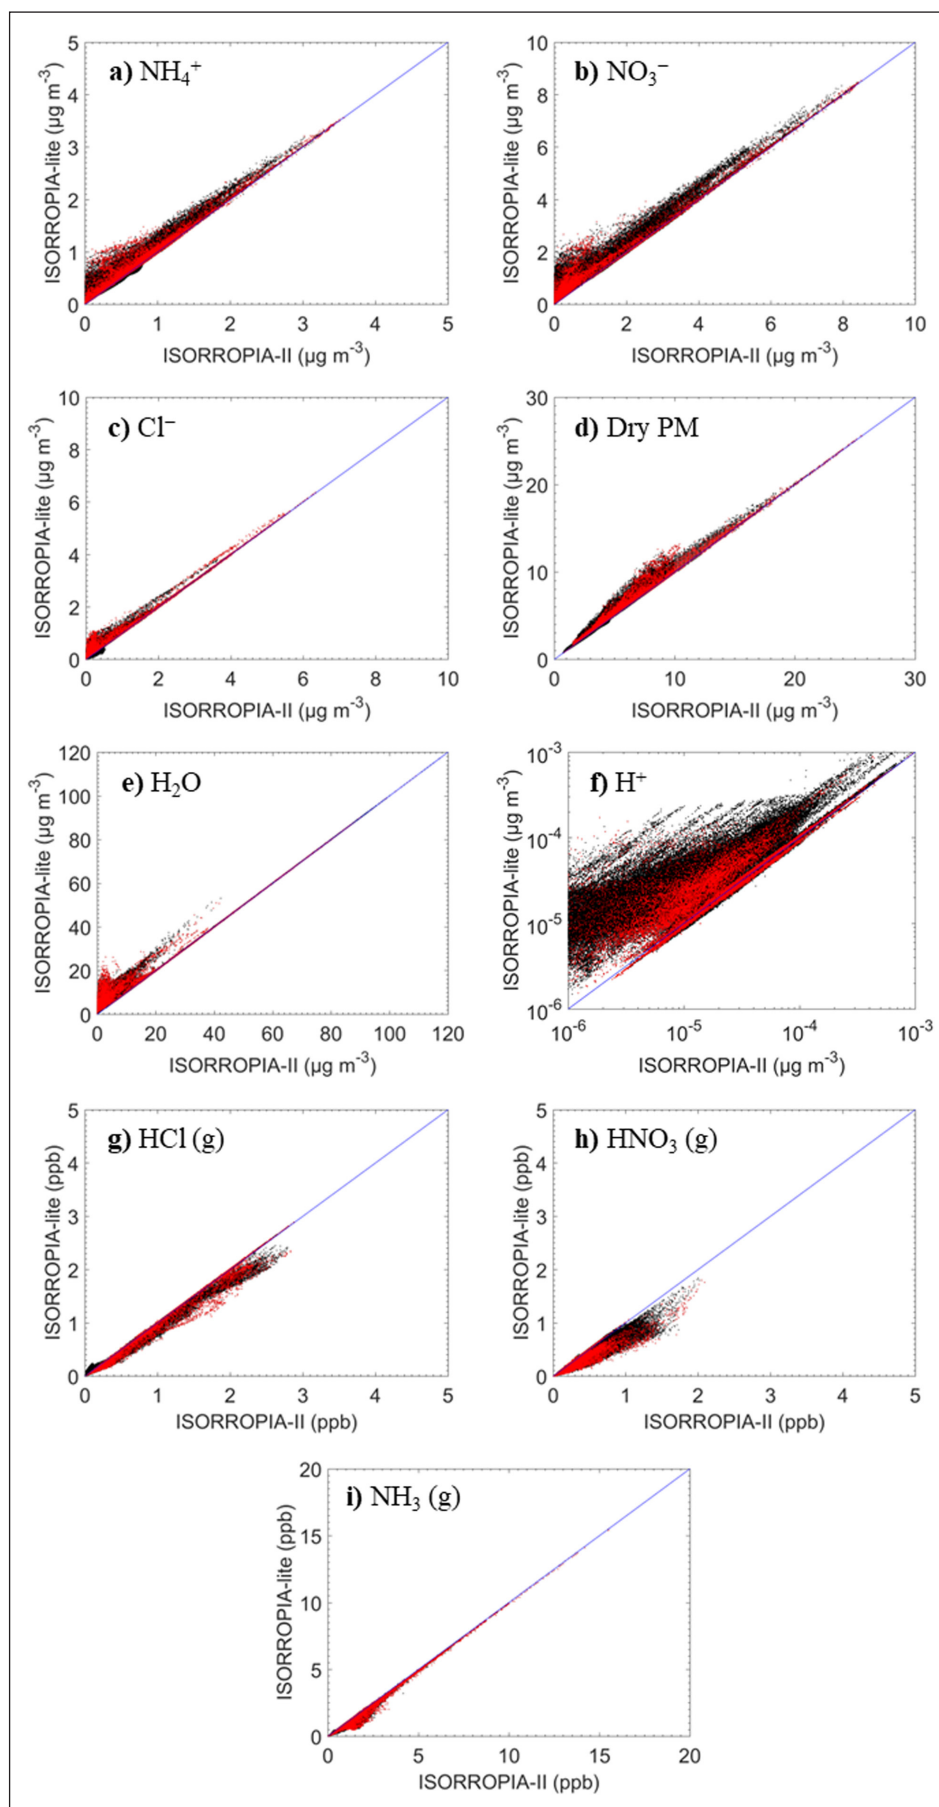 a) NH₄⁺
ISORROPIA-lite (µg m⁻³)
5
4
3
2
1
0
0 1 2 3 4 5
ISORROPIA-II (µg m⁻³)
b) NO₃⁻
ISORROPIA-lite (µg m⁻³)
10
8
6
4
2
0
0 2 4 6 8 10
ISORROPIA-II (µg m⁻³)
c) Cl⁻
ISORROPIA-lite (µg m⁻³)
10
8
6
4
2
0
0 2 4 6 8 10
ISORROPIA-II (µg m⁻³)
d) Dry PM
ISORROPIA-lite (µg m⁻³)
30
20
10
0
0 10 20 30
ISORROPIA-II (µg m⁻³)
e) H₂O
ISORROPIA-lite (µg m⁻³)
120
100
80
60
40
20
0
0 20 40 60 80 100 120
ISORROPIA-II (µg m⁻³)
f) H⁺
ISORROPIA-lite (µg m⁻³)
10⁻³
10⁻⁴
10⁻⁵
10⁻⁶
10⁻⁶ 10⁻⁵ 10⁻⁴ 10⁻³
ISORROPIA-II (µg m⁻³)
g) HCl (g)
ISORROPIA-lite (ppb)
5
4
3
2
1
0
0 1 2 3 4 5
ISORROPIA-II (ppb)
h) HNO₃ (g)
ISORROPIA-lite (ppb)
5
4
3
2
1
0
0 1 2 3 4 5
ISORROPIA-II (ppb)
i) NH₃ (g)
ISORROPIA-lite (ppb)
20
15
10
5
0
0 5 10 15 20
ISORROPIA-II (ppb)